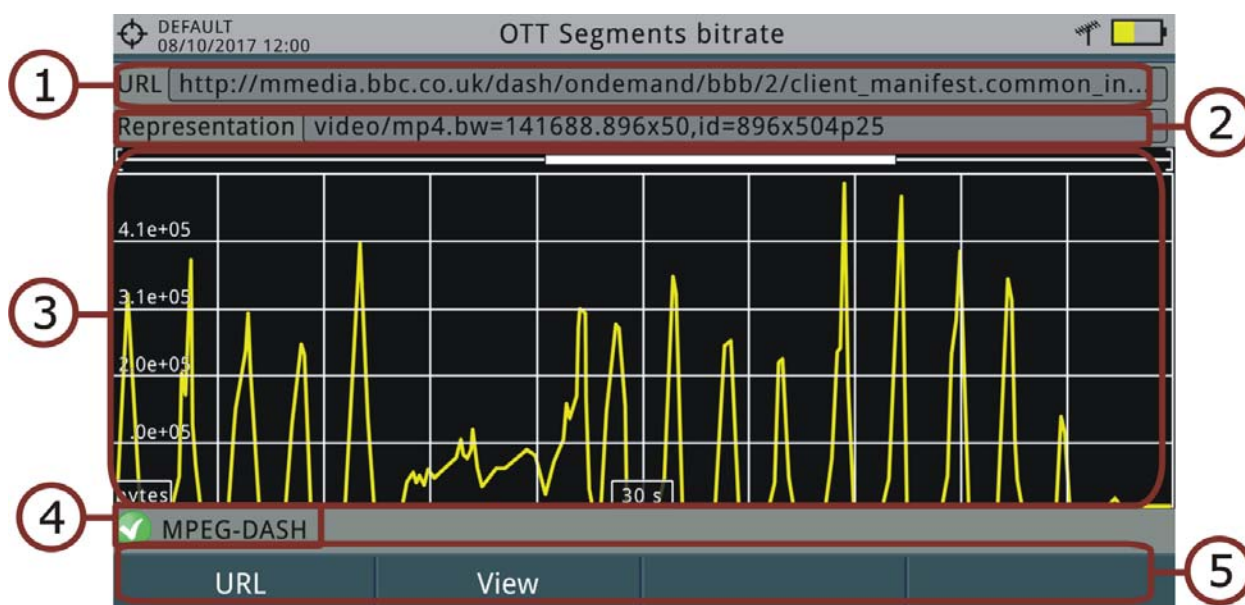 DEFAULT
08/10/2017 12:00
OTT Segments bitrate
1
URL http://mmedia.bbc.co.uk/dash/ondemand/bbb/2/client_manifest.common_in...
Representation video/mp4.bw=141688.896x50,id=896x504p25
2
4.1e+05
3.1e+05
3
2.0e+05
.0e+05
bytes
30 s
4
MPEG-DASH
5
URL View